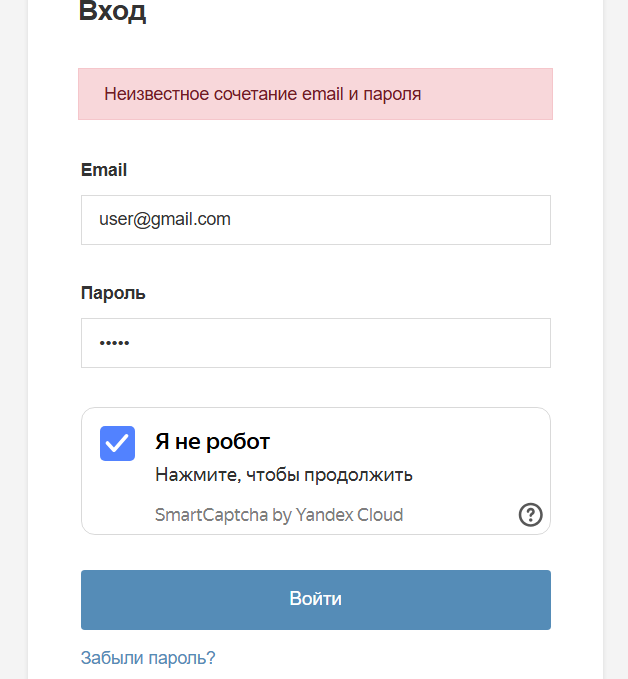 Вход
Неизвестное сочетание email и пароля
Email
user@gmail.com
Пароль
•••••
Я не робот
Нажмите, чтобы продолжить
SmartCaptcha by Yandex Cloud
?
Войти
Забыли пароль?